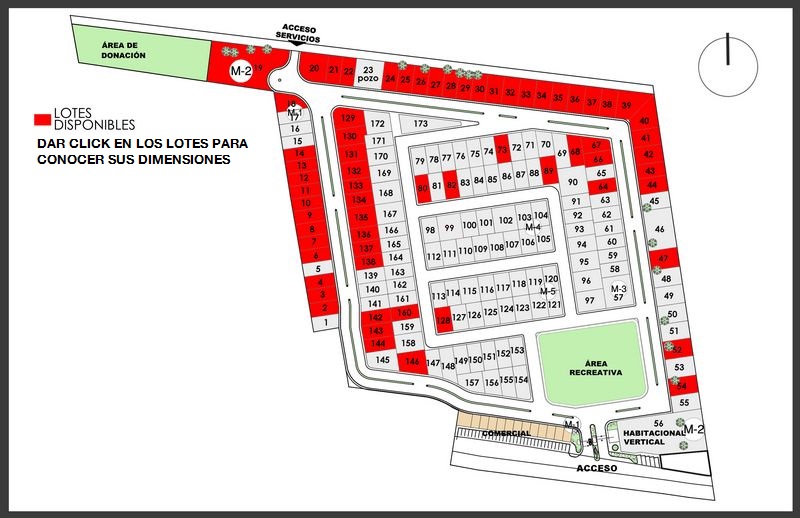 ACCESO
SERVICIOS
ÁREA DE
DONACIÓN
M-2 19
20 21 22 23 24 25 26 27 28 29 30 31 32 33 34 35 36 37 38 39
pozo
40
41
42
43
44
45
46
47
48
49
50
51
52
53
54
55
56
LOTES
DISPONIBLES
DAR CLICK EN LOS LOTES PARA
CONOCER SUS DIMENSIONES
18
M-1
17
16
15
14
13
12
11
10
9
8
7
6
5
4
3
2
1
129 172 173
130 171
131 170
132 169
133
134 168
135 167
136 166
137 165
138 164
139 163
140 162
141 161
142 160
143 159
144 158
145 146 147 148 149 150 151 152 153
157 156 155 154
79 78 77 76 75 74 73 72 71 70
80 81 82 83 84 85 86 87 88 89
69 68 67
66
65
64
90
91 63
92 62
93 61
94 60
95 59
96 58
97 57
M-3
98 99 100 101 102 103 104
M-4
112 111 110 109 108 107 106 105
113 114 115 116 117 118 119 120
M-5
128 127 126 125 124 123 122 121
ÁREA
RECREATIVA
M-1
COMERCIAL
HABITACIONAL
VERTICAL
M-2
ACCESO